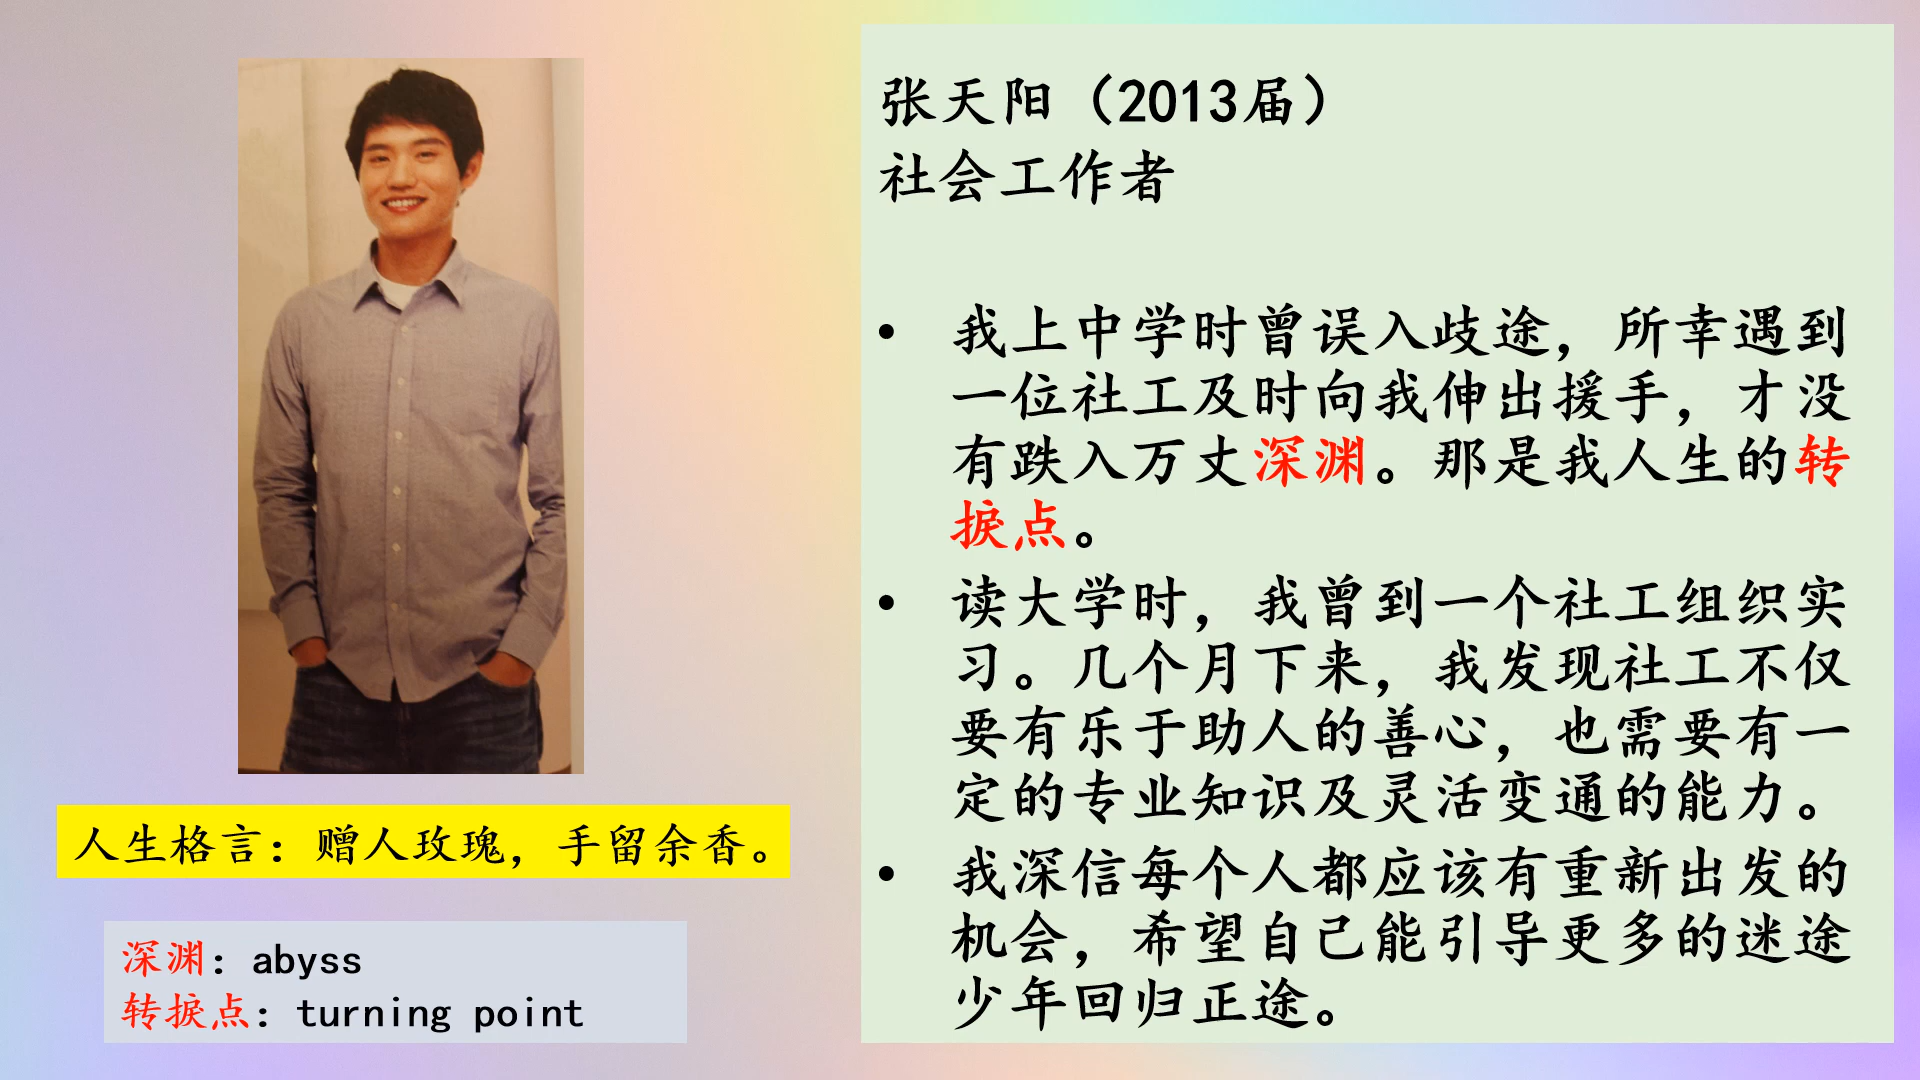 张天阳（2013届）
社会工作者
• 我上中学时曾误入歧途，所幸遇到
一位社工及时向我伸出援手，才没
有跌入万丈深渊。那是我人生的转
捩点。
• 读大学时，我曾到一个社工组织实
习。几个月下来，我发现社工不仅
要有乐于助人的善心，也需要有一
定的专业知识及灵活变通的能力。
• 我深信每个人都应该有重新出发的
机会，希望自己能引导更多的迷途
少年回归正途。
人生格言：赠人玫瑰，手留余香。
深渊：abyss
转捩点：turning point